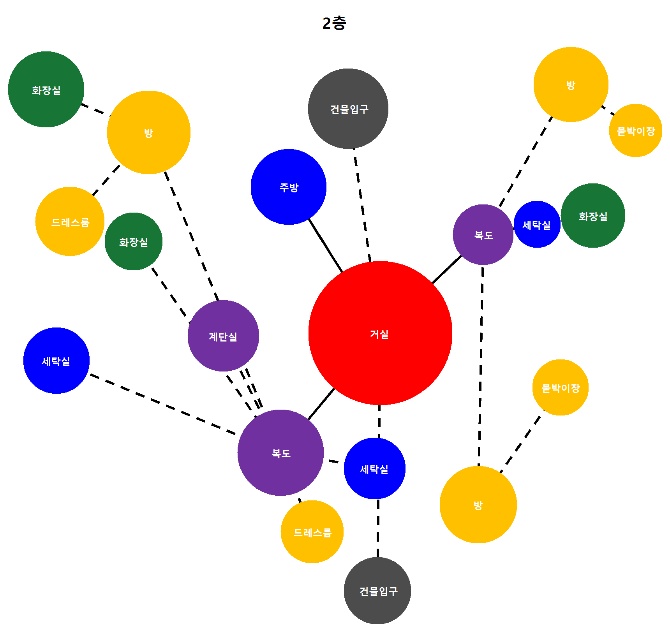 2층
화장실
방
건물입구
방
붙박이장
주방
드레스룸
화장실
복도
세탁실
화장실
계단실
거실
세탁실
붙박이장
복도
세탁실
방
드레스룸
건물입구